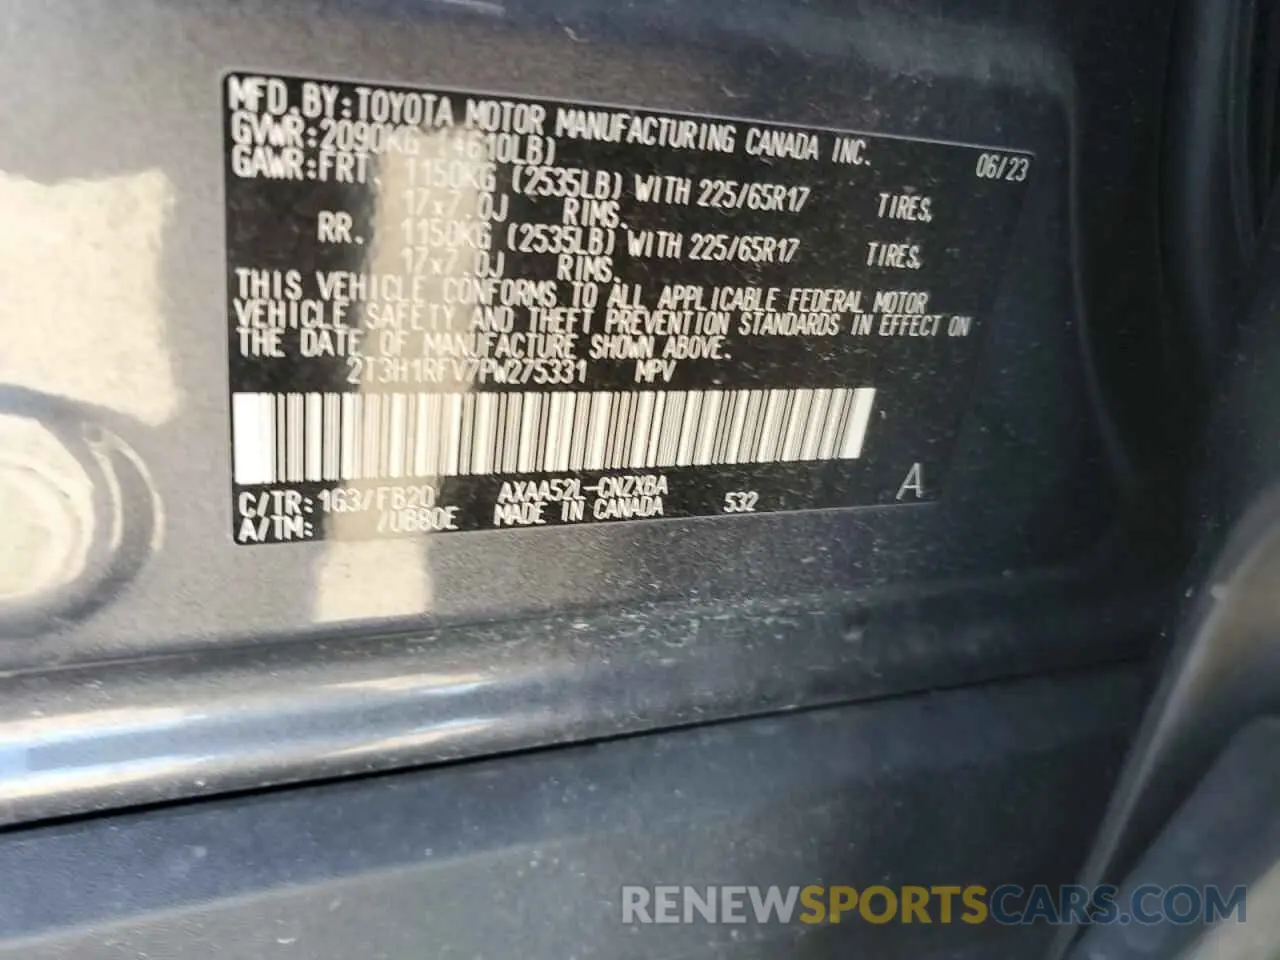 MFD.BY:TOYOTA MOTOR MANUFACTURING CANADA INC. 06/23
GVWR:2090KG (4610LB)
GAWR:FRT. 1150KG (2535LB) WITH 225/65R17 TIRES,
17x7.0J RIMS.
RR. 1150KG (2535LB) WITH 225/65R17 TIRES,
17x7.0J RIMS.
THIS VEHICLE CONFORMS TO ALL APPLICABLE FEDERAL MOTOR
VEHICLE SAFETY AND THEFT PREVENTION STANDARDS IN EFFECT ON
THE DATE OF MANUFACTURE SHOWN ABOVE.
2T3H1RFV7PW275331 MPV
C/TR:1G3/FB20 AXAA52L-CNZXBA 532 A
A/TM: /UB80E MADE IN CANADA
RENEWSPORTSCARS.COM